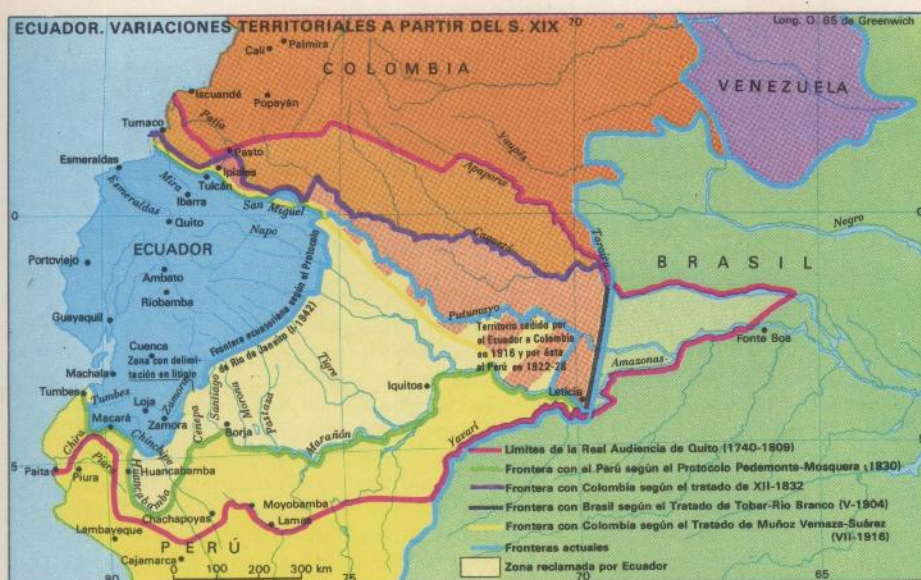 ECUADOR. VARIACIONES TERRITORIALES A PARTIR DEL S. XIX
70
Long. O. 65 de Greenwich
Cali
Palmira
COLOMBIA
VENEZUELA
Iscuandé
Popayán
Patía
Tumaco
Vaupés
Pasto
Apaporis
Esmeraldas
Ipiales
Mira
Tulcán
Esmeraldas
Ibarra
San Miguel
0
Quito
Napo
Caquetá
Taraira
Negro
0
ECUADOR
BRASIL
Portoviejo
Ambato
Riobamba
Putumayo
Guayaquil
Frontera ecuatoriana según el Protocolo
de Río de Janeiro (I-1942)
Territorio cedido por
el Ecuador a Colombia
en 1916 y por ésta
al Perú en 1922-28
Fonte Boa
Cuenca
Zona con delimi-
tación en litigio
Tigre
Amazonas
Machala
Iquitos
Leticia
Tumbes
Tumbes
Loja
Zamora
Zamora
Santiago
Morona
Pastaza
Cenepa
Macará
Borja
Marañón
Yavarí
Chira
Chinchipe
5
Paita
Piura
Piura
Huancabamba
Huancabamba
Moyobamba
Chachapoyas
Lamas
Lambayeque
PERÚ
Cajamarca
80
0
100
200
300 km
75
70
65
Límites de la Real Audiencia de Quito (1740-1809)
Frontera con el Perú según el Protocolo Pedemonte-Mosquera (1830)
Frontera con Colombia según el tratado de XII-1832
Frontera con Brasil según el Tratado de Tobar-Río Branco (V-1904)
Frontera con Colombia según el Tratado de Muñoz Vernaza-Suárez
(VII-1916)
Fronteras actuales
Zona reclamada por Ecuador